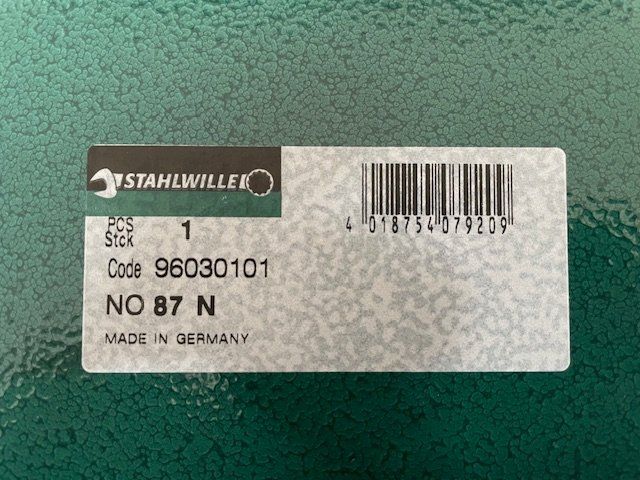 STAHLWILLE
PCS
Stck 1
Code 96030101
NO 87 N
MADE IN GERMANY
4 018754 079209